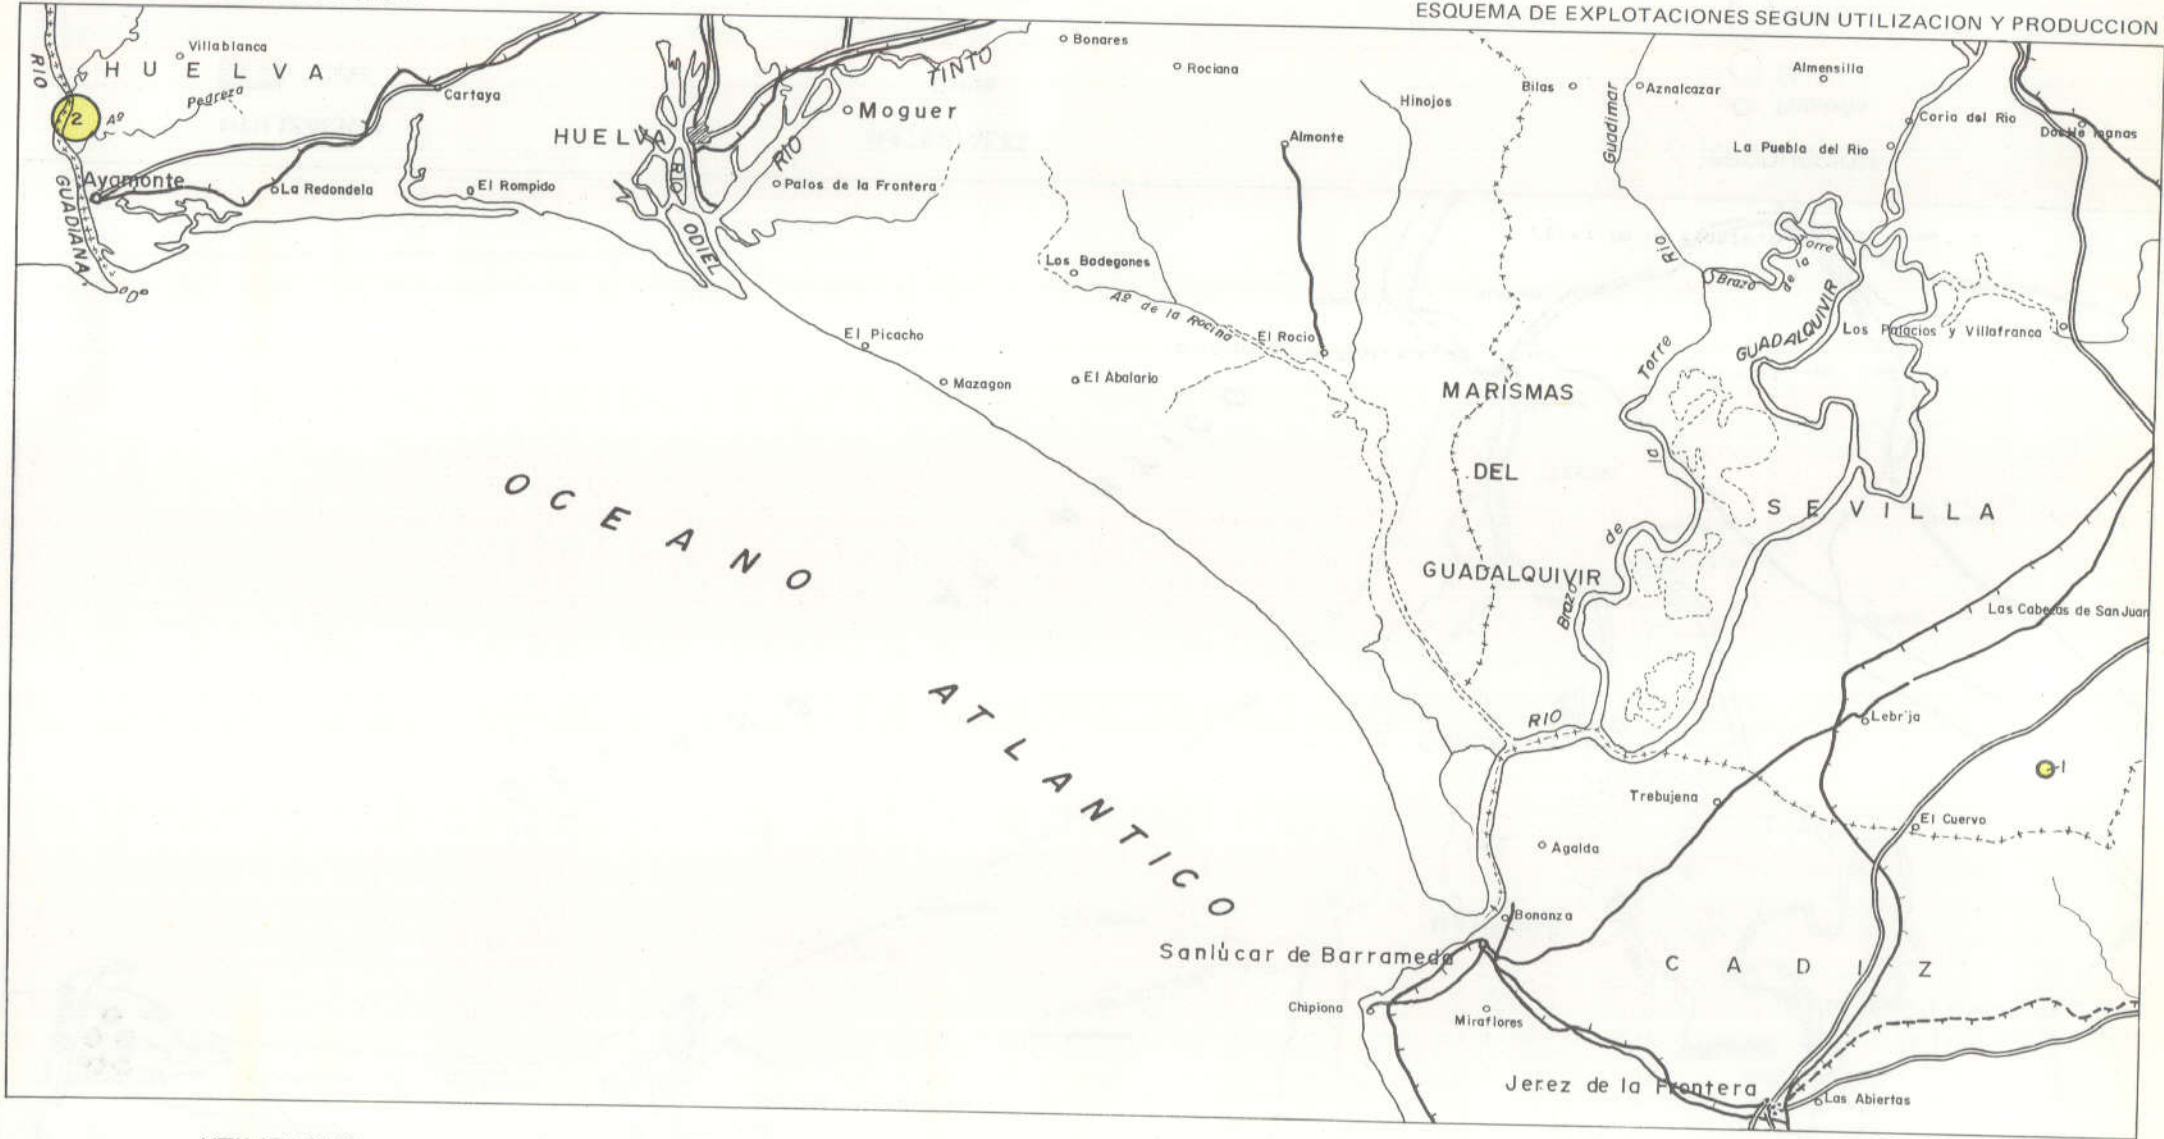 ESQUEMA DE EXPLOTACIONES SEGUN UTILIZACION Y PRODUCCION
RIO
Villablanca
HUELVA
Pedreza
Aº
2
Cartaya
Ayamonte
La Redondela
El Rompido
GUADIANA
HUELVA
RIO
ODIEL
TINTO
RIO
Moguer
Palos de la Frontera
Bonares
Rociana
Almonte
Hinojos
Bilas
Aznalcazar
Guadimar
Rio
Almensilla
Coria del Rio
La Puebla del Rio
Los Bodegones
Aº de la Rocina
El Rocio
El Picacho
Mazagon
El Abalario
Brazo de la Torre
GUADALQUIVIR
Los Palacios y Villafranca
Torre
la
de
Brazo
MARISMAS
DEL
GUADALQUIVIR
SEVILLA
OCEANO
ATLANTICO
Las Cabezas de San Juan
RIO
Lebrija
1
Trebujena
El Cuervo
Agalda
Bonanza
Sanlúcar de Barrameda
CADIZ
Chipiona
Miraflores
Jerez de la Frontera
Las Abiertas